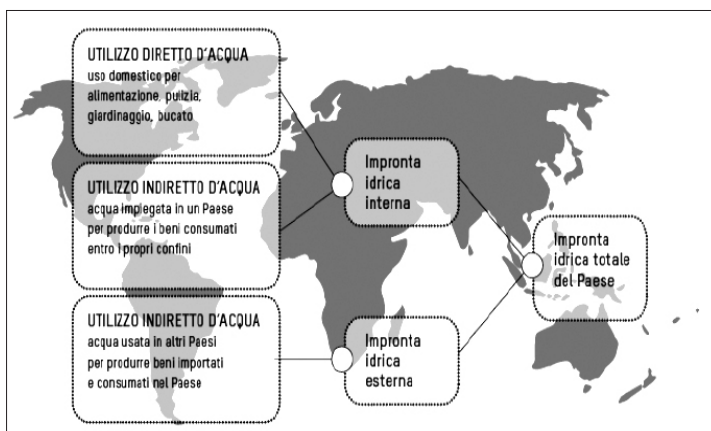 UTILIZZO DIRETTO D'ACQUA
uso domestico per
alimentazione, pulizia,
giardinaggio, bucato
UTILIZZO INDIRETTO D'ACQUA
acqua impiegata in un Paese
per produrre i beni consumati
entro i propri confini
UTILIZZO INDIRETTO D'ACQUA
acqua usata in altri Paesi
per produrre beni importati
e consumati nel Paese
Impronta
idrica
interna
Impronta
idrica
esterna
Impronta
idrica totale
del Paese